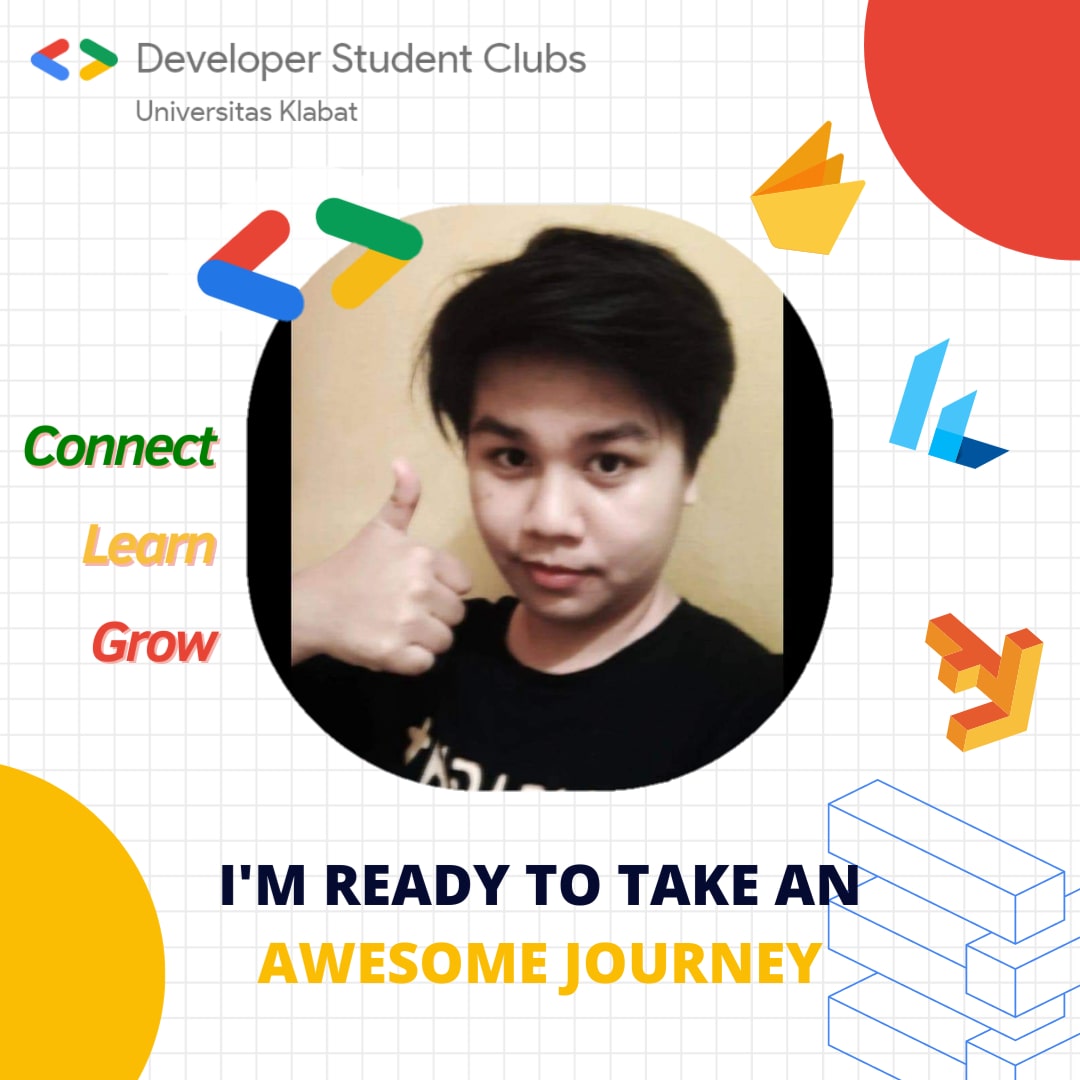 Developer Student Clubs
Universitas Klabat
Connect
Learn
Grow
I'M READY TO TAKE AN
AWESOME JOURNEY